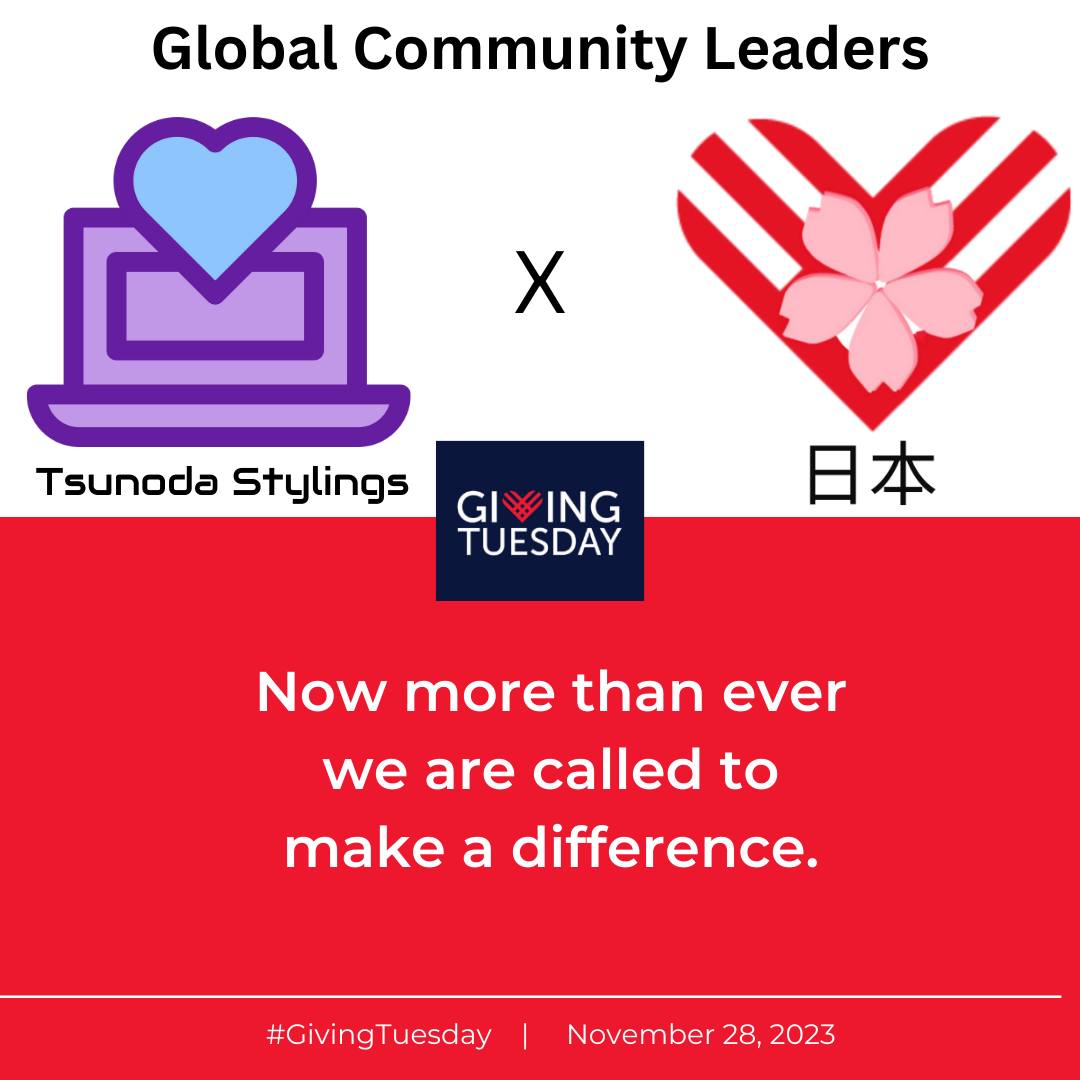 Global Community Leaders
X
Tsunoda Stylings
日本
GIVING
TUESDAY
Now more than ever
we are called to
make a difference.
#GivingTuesday | November 28, 2023